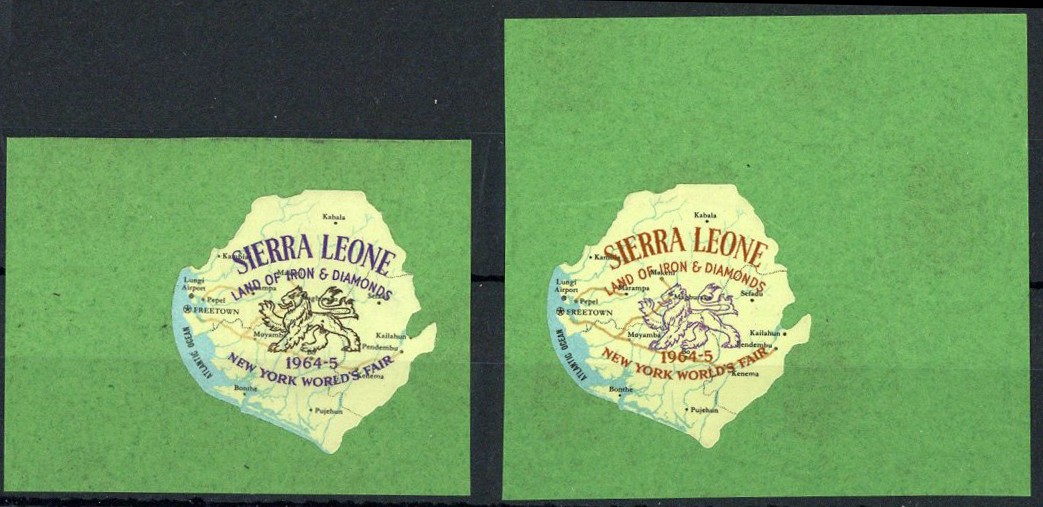 Kabala
SIERRA LEONE
LAND OF IRON & DIAMONDS
Lungi
Airport
Pepel
FREETOWN
Kailahun
Pendembu
1964-5
NEW YORK WORLD'S FAIR
Kenema
ATLANTIC OCEAN
Bonthe
Pujehun
Kabala
SIERRA LEONE
LAND OF IRON & DIAMONDS
Makeni
Lungi
Airport
Marampa
Sefadu
Pepel
FREETOWN
Kailahun
Pendembu
1964-5
NEW YORK WORLD'S FAIR
Kenema
ATLANTIC OCEAN
Bonthe
Pujehun